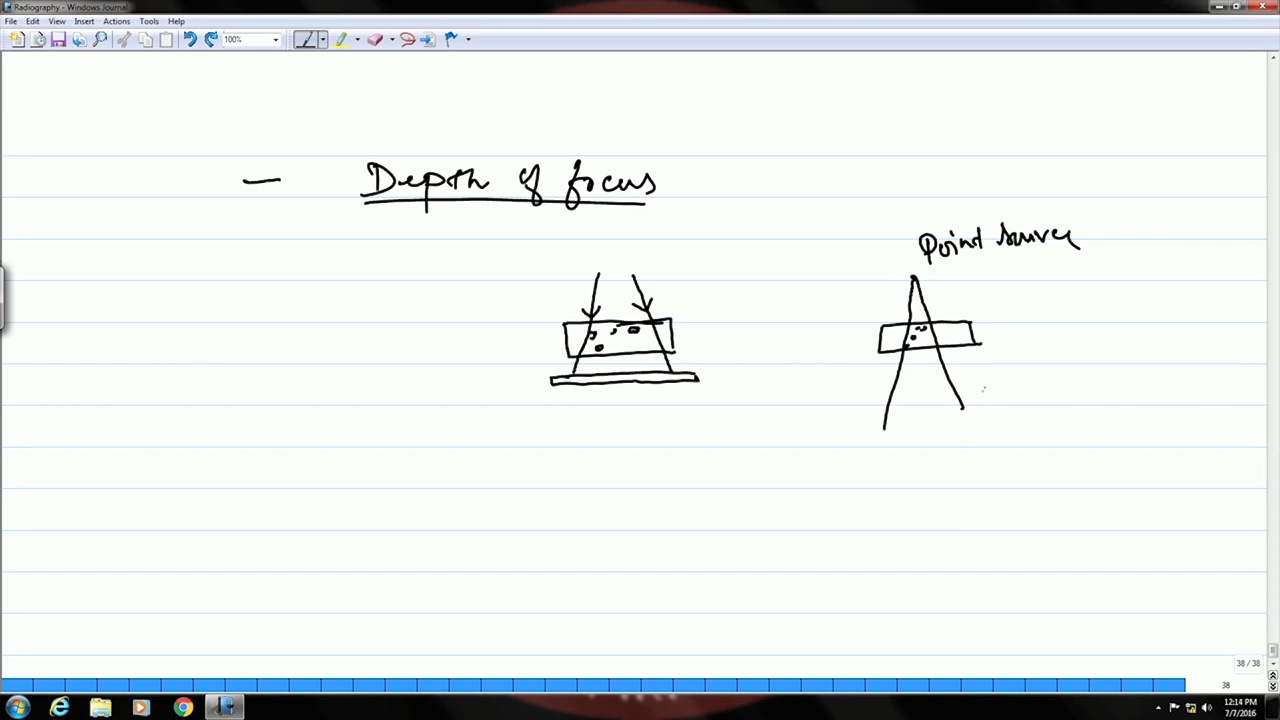 Radiography - Windows Journal
File Edit View Insert Actions Tools Help
100%
— Depth of focus
Point source
38 / 38
38
12:14 PM
7/7/2016